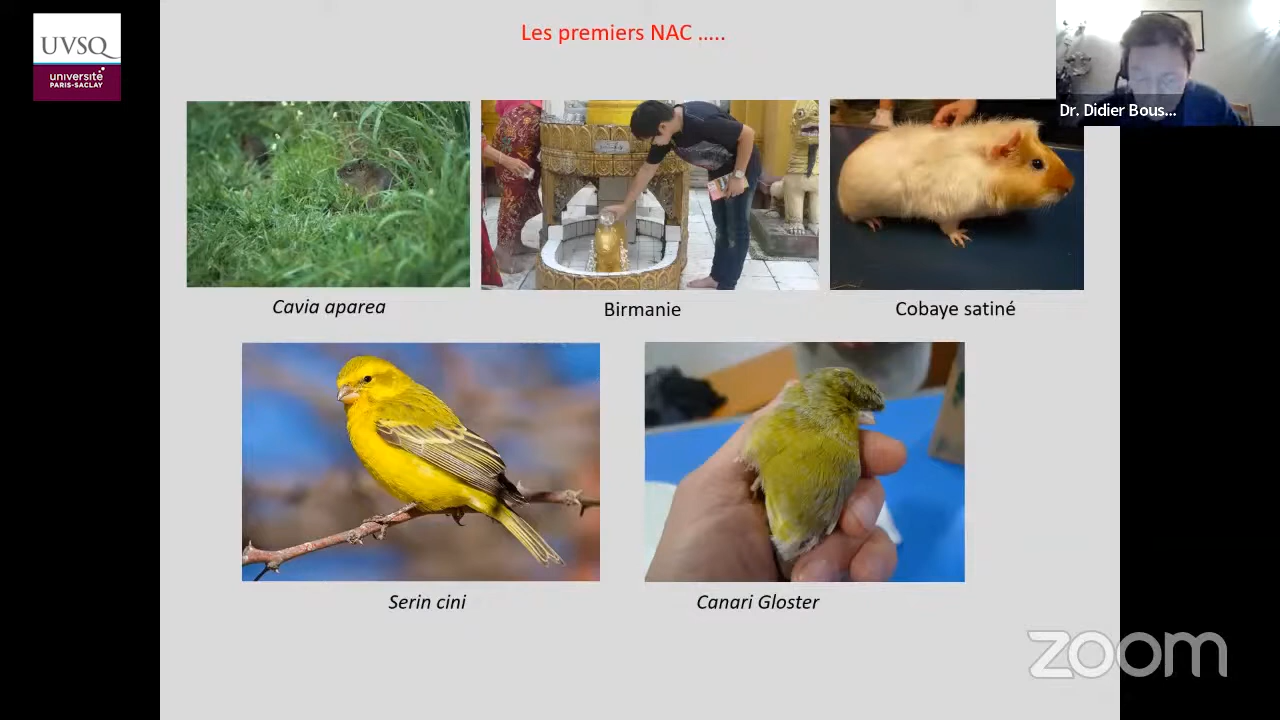 UVSQ
université
PARIS-SACLAY
Les premiers NAC .....
Dr. Didier Bous...
Cavia aparea
Birmanie
Cobaye satiné
Serin cini
Canari Gloster
zoom